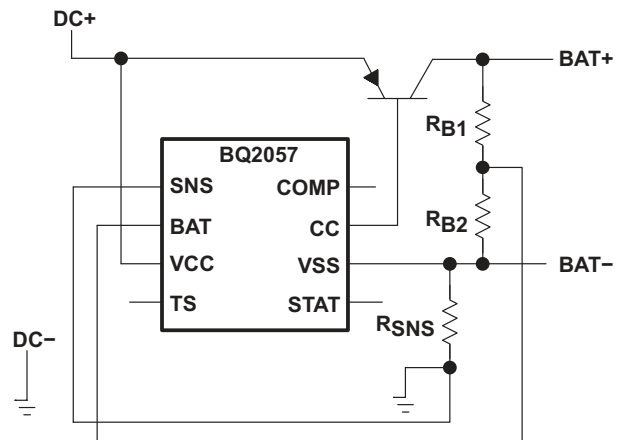 DC+
BAT+
RB1
BQ2057
SNS
COMP
BAT
CC
RB2
VCC
VSS
BAT−
TS
STAT
RSNS
DC−